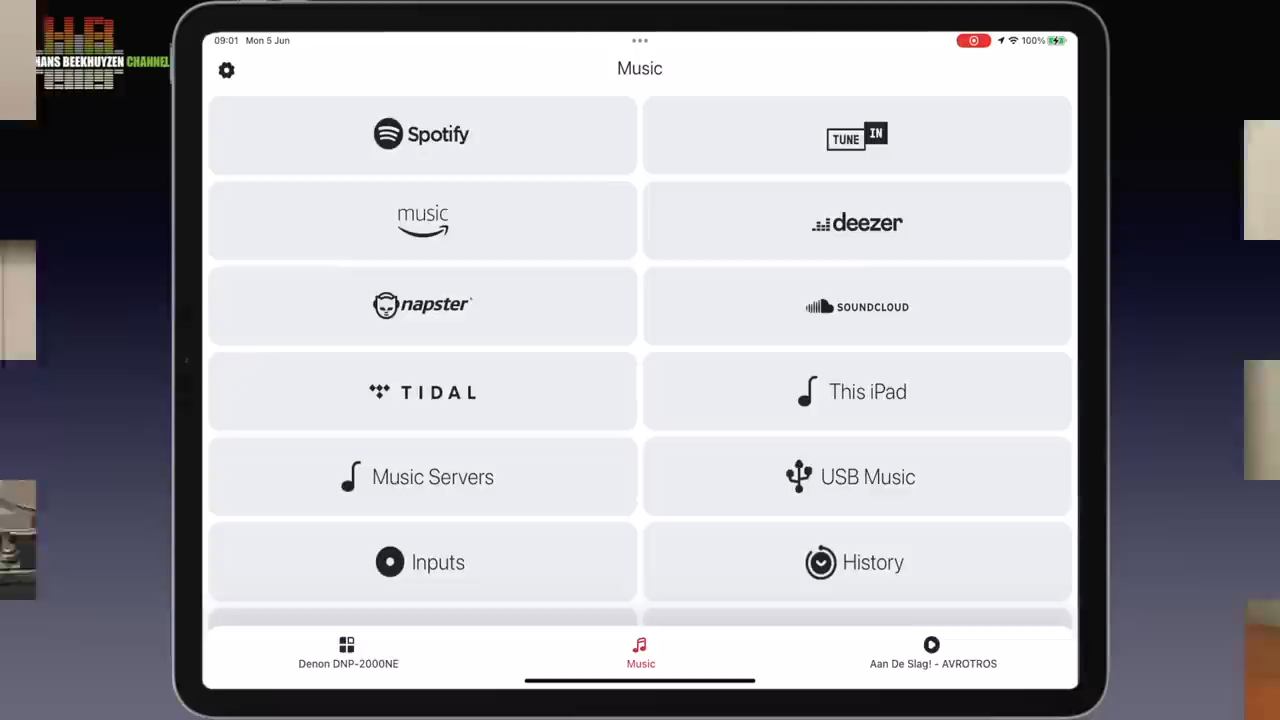 HANS BEEKHUYZEN CHANNEL
09:01 Mon 5 Jun
100%
Music
Spotify
TUNE IN
music
deezer
napster
SOUNDCLOUD
TIDAL
This iPad
Music Servers
USB Music
Inputs
History
Denon DNP-2000NE
Music
Aan De Slag! - AVROTROS